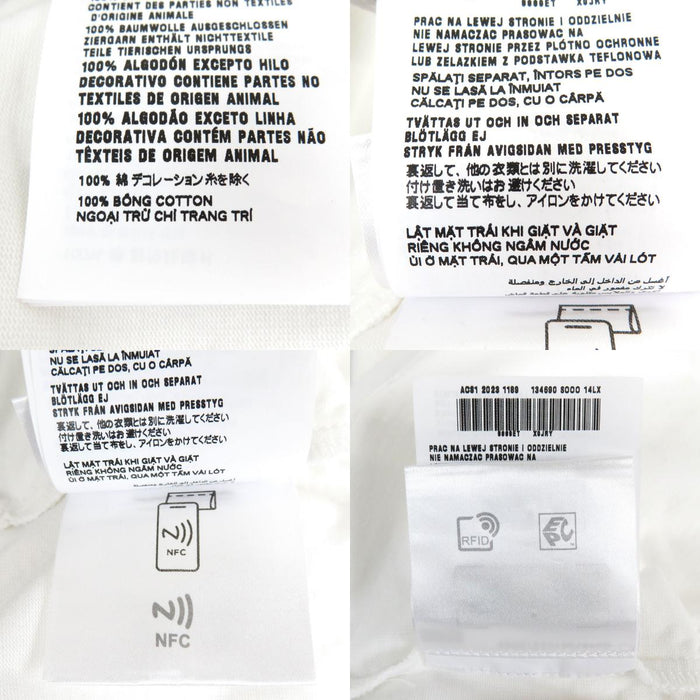 CONTIENT DES PARTIES NON TEXTILES
D'ORIGINE ANIMALE
100% BAUMWOLLE AUSGESCHLOSSEN
ZIERGARN ENTHÄLT NICHTTEXTILE
TEILE TIERISCHEN URSPRUNGS
100% ALGODÓN EXCEPTO HILO
DECORATIVO CONTIENE PARTES NO
TEXTILES DE ORIGEN ANIMAL
100% ALGODÃO EXCETO LINHA
DECORATIVA CONTÉM PARTES NÃO
TÊXTEIS DE ORIGEM ANIMAL
100% 綿 デコレーション糸を除く
100% BÔNG COTTON
NGOẠI TRỪ CHỈ TRANG TRÍ
PRAC NA LEWEJ STRONIE I ODDZIELNIE
NIE NAMACZAC PRASOWAC NA
LEWEJ STRONIE PRZEZ PLÓTNO OCHRONNE
LUB ZELAZKIEM Z PODSTAWKA TEFLONOWA
SPĂLAȚI SEPARAT, ÎNTORS PE DOS
NU SE LASĂ LA ÎNMUIAT
CĂLCAȚI PE DOS, CU O CÂRPĂ
TVÄTTAS UT OCH IN OCH SEPARAT
BLÖTLÄGG EJ
STRYK FRÅN AVIGSIDAN MED PRESSTYG
裏返して、他の衣類とは別に洗濯してください
付け置き洗いはお避けください
裏返して当て布をし、アイロンをかけてください
LẬT MẶT TRÁI KHI GIẶT VÀ GIẶT
RIÊNG KHÔNG NGÂM NƯỚC
ỦI Ở MẶT TRÁI, QUA MỘT TẤM VẢI LÓT
NU SE LASĂ LA ÎNMUIAT
CĂLCAȚI PE DOS, CU O CÂRPĂ
TVÄTTAS UT OCH IN OCH SEPARAT
BLÖTLÄGG EJ
STRYK FRÅN AVIGSIDAN MED PRESSTYG
裏返して、他の衣類とは別に洗濯してください
付け置き洗いはお避けください
裏返して当て布をし、アイロンをかけてください
LẬT MẶT TRÁI KHI GIẶT VÀ GIẶT
RIÊNG KHÔNG NGÂM NƯỚC
ỦI Ở MẶT TRÁI, QUA MỘT TẤM VẢI LÓT
NFC
NFC
AC81 2023 1189 134690 8000 14LX
PRAC NA LEWEJ STRONIE I ODDZIELNIE
NIE NAMACZAC PRASOWAC NA
RFID
EPC